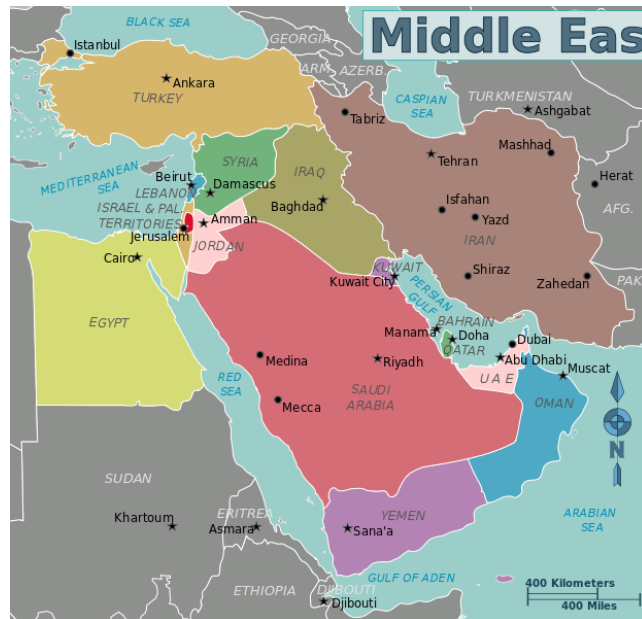 Middle Eas
BLACK SEA
Istanbul
GEORGIA
ARM.
AZERB.
CASPIAN
SEA
TURKMENISTAN
Ashgabat
Ankara
TURKEY
Tabriz
Mashhad
Tehran
Herat
AFG.
MEDITERRANEAN
SEA
Beirut
SYRIA
Damascus
LEBANON
IRAQ
Baghdad
Isfahan
Yazd
IRAN
ISRAEL & PAL.
TERRITORIES
Amman
Jerusalem
JORDAN
Cairo
KUWAIT
Kuwait City
Shiraz
Zahedan
PAK
PERSIAN
GULF
EGYPT
BAHRAIN
Manama
Doha
QATAR
Dubai
Abu Dhabi
Muscat
U A E
OMAN
Medina
Riyadh
RED
SEA
SAUDI
ARABIA
Mecca
N
SUDAN
Khartoum
ERITREA
Asmara
YEMEN
Sana'a
ARABIAN
SEA
GULF OF ADEN
ETHIOPIA
DJIBOUTI
Djibouti
400 Kilometers
400 Miles